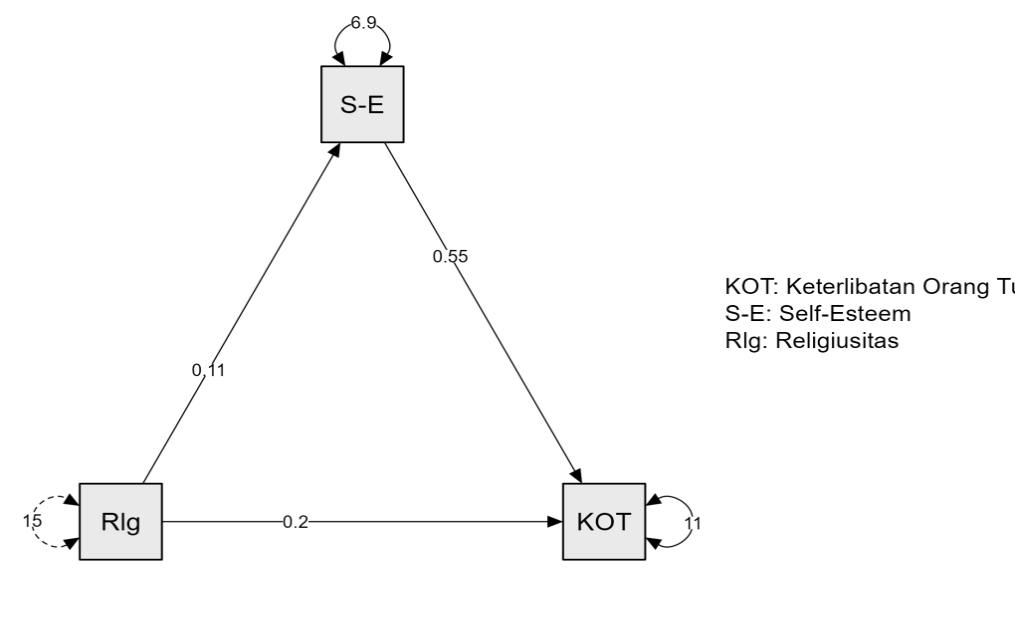 6.9
S-E
0.55
KOT: Keterlibatan Orang
S-E: Self-Esteem
Rlg: Religiusitas
0.11
15
Rlg
0.2
KOT
11